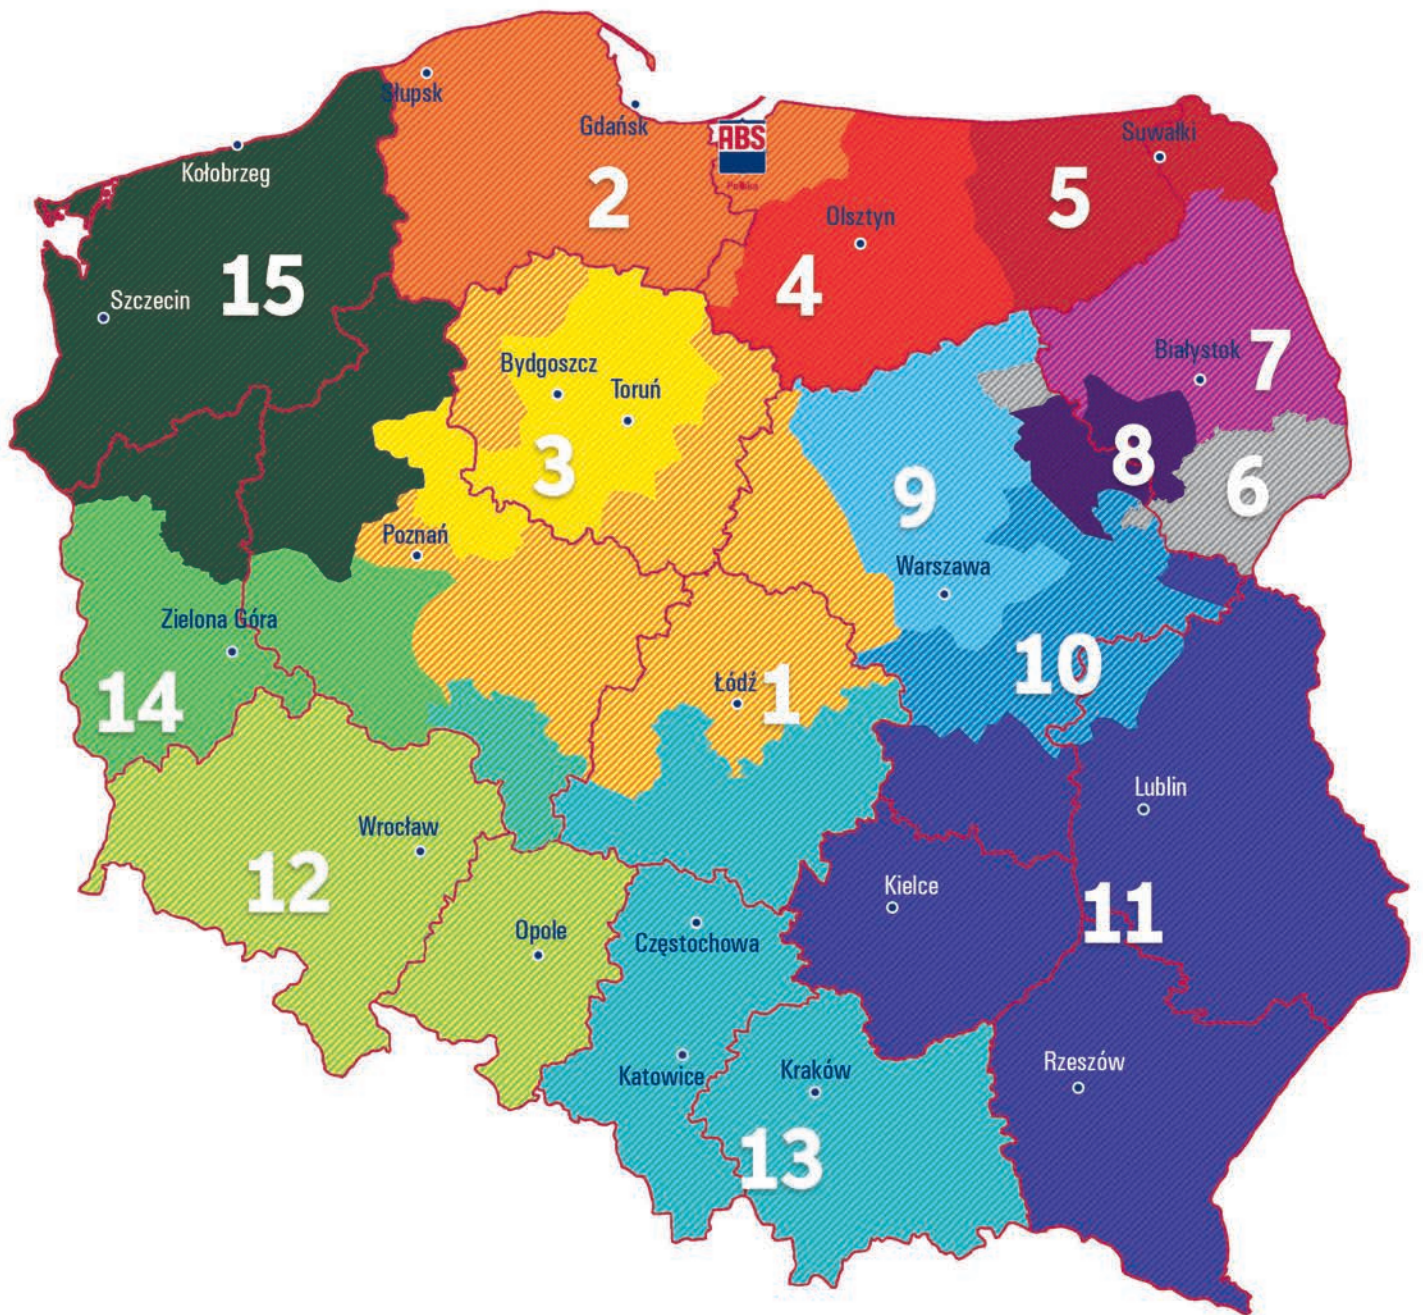 Słupsk
Gdańsk
ABS
Polska
Suwałki
Kołobrzeg
2
5
Olsztyn
15
4
Szczecin
Bydgoszcz
Białystok
7
Toruń
3
8
9
6
Poznań
Warszawa
Zielona Góra
10
14
Łódź
1
Lublin
Wrocław
12
Kielce
11
Opole
Częstochowa
Katowice
Kraków
Rzeszów
13